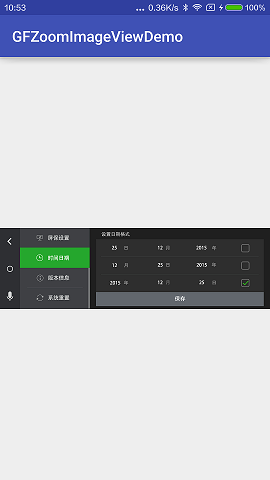 10:53 ... 0.36K/s 100%
GFZoomImageViewDemo
屏保设置
时间日期
版本信息
系统重置
设置日期格式
25 日 12 月 2015 年
12 月 25 日 2015 年
2015 年 12 月 25 日
保存